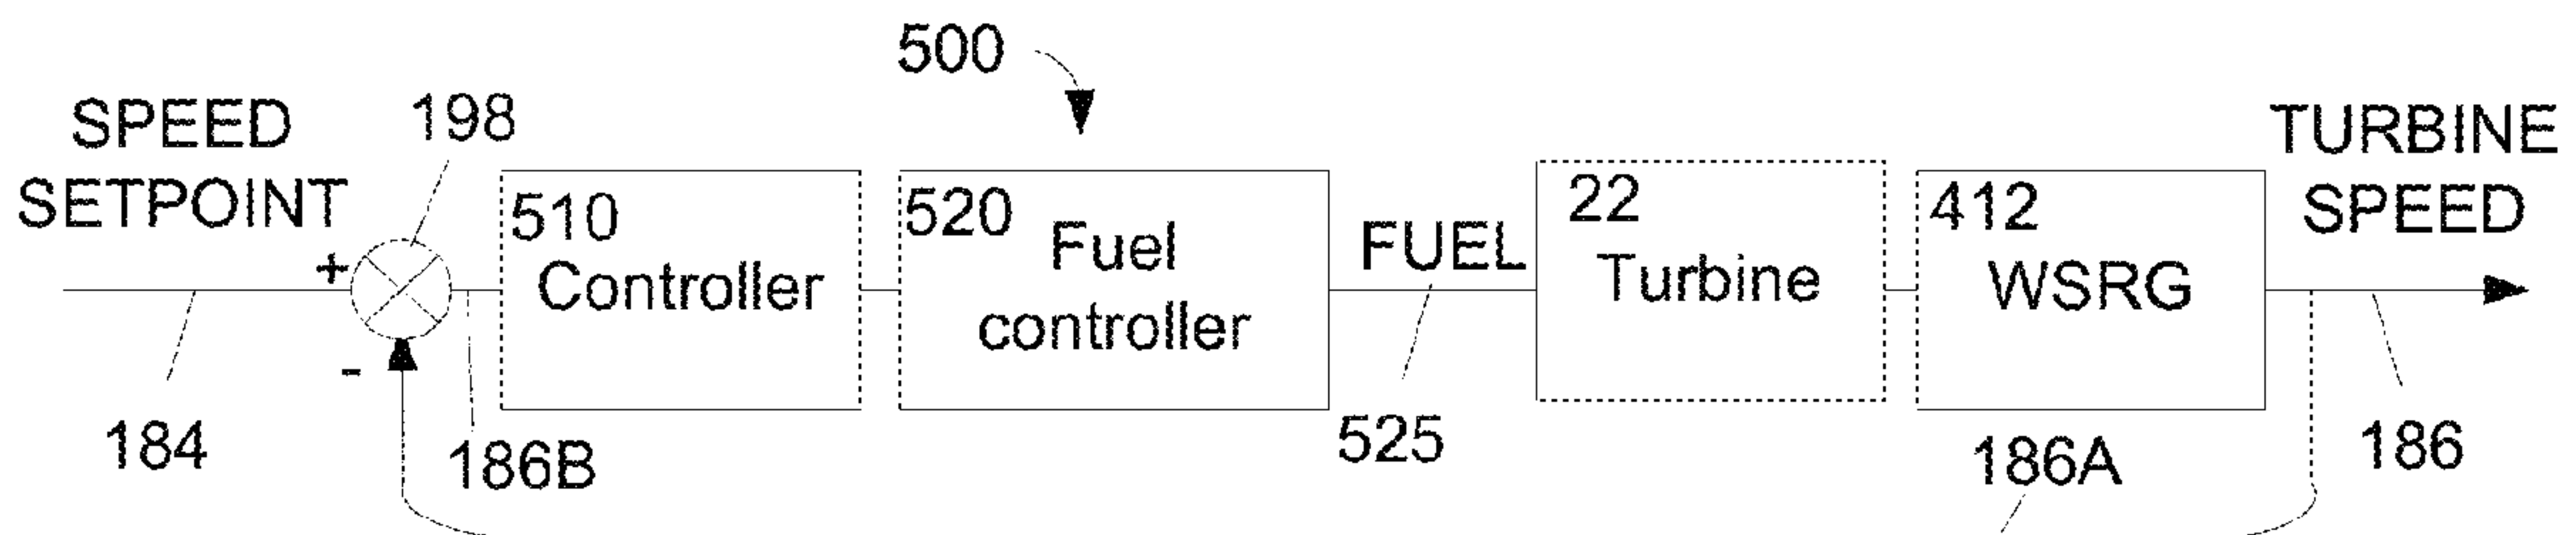 500
SPEED
SETPOINT
198
TURBINE
SPEED
+
-
510
Controller
520
Fuel
controller
FUEL
22
Turbine
412
WSRG
184
186B
525
186A
186